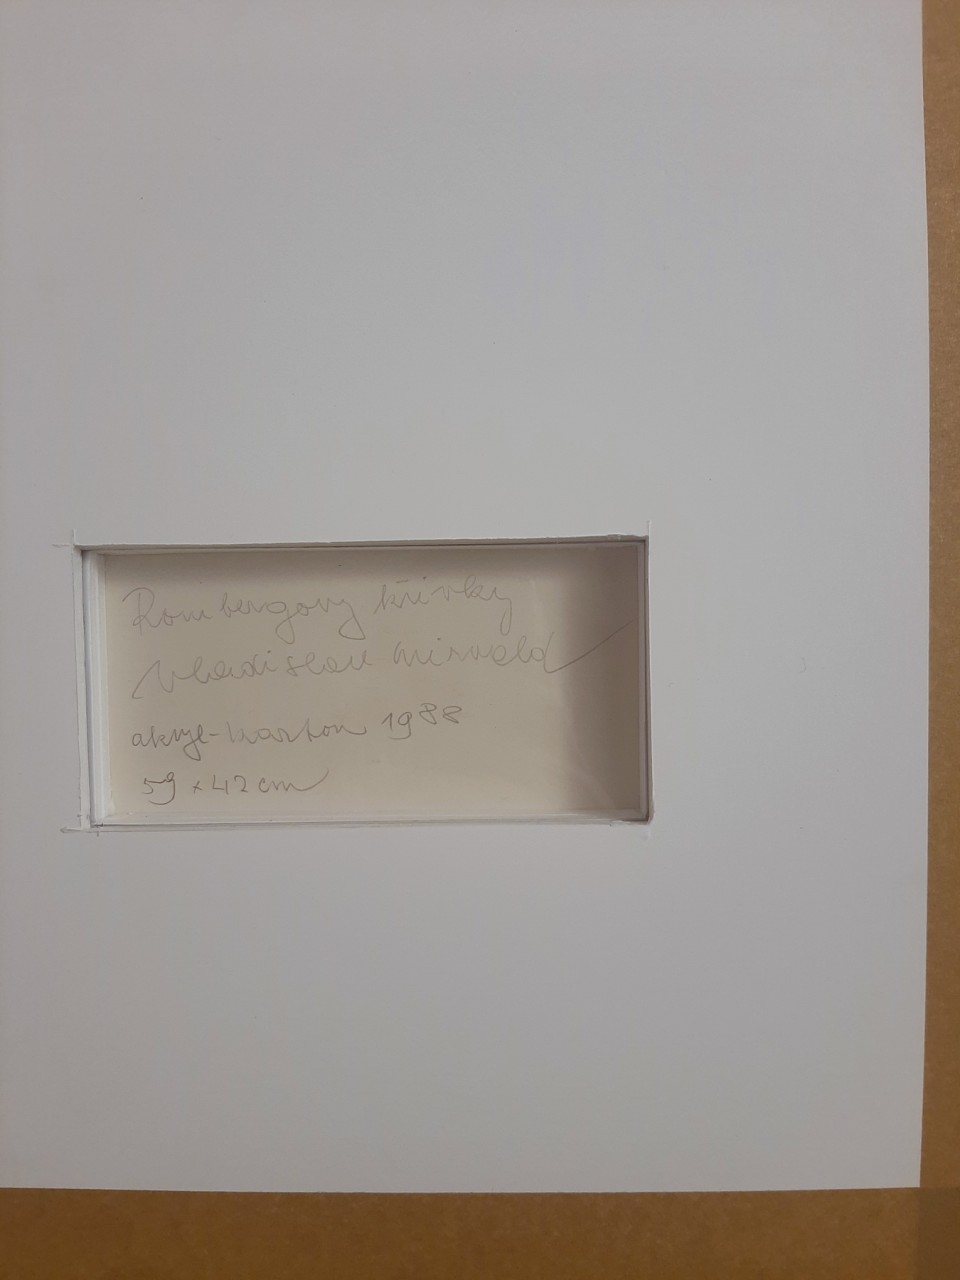 Rombergovy křivky
Vladislav Mirvald
akryl-karton 1988
59 x 42 cm